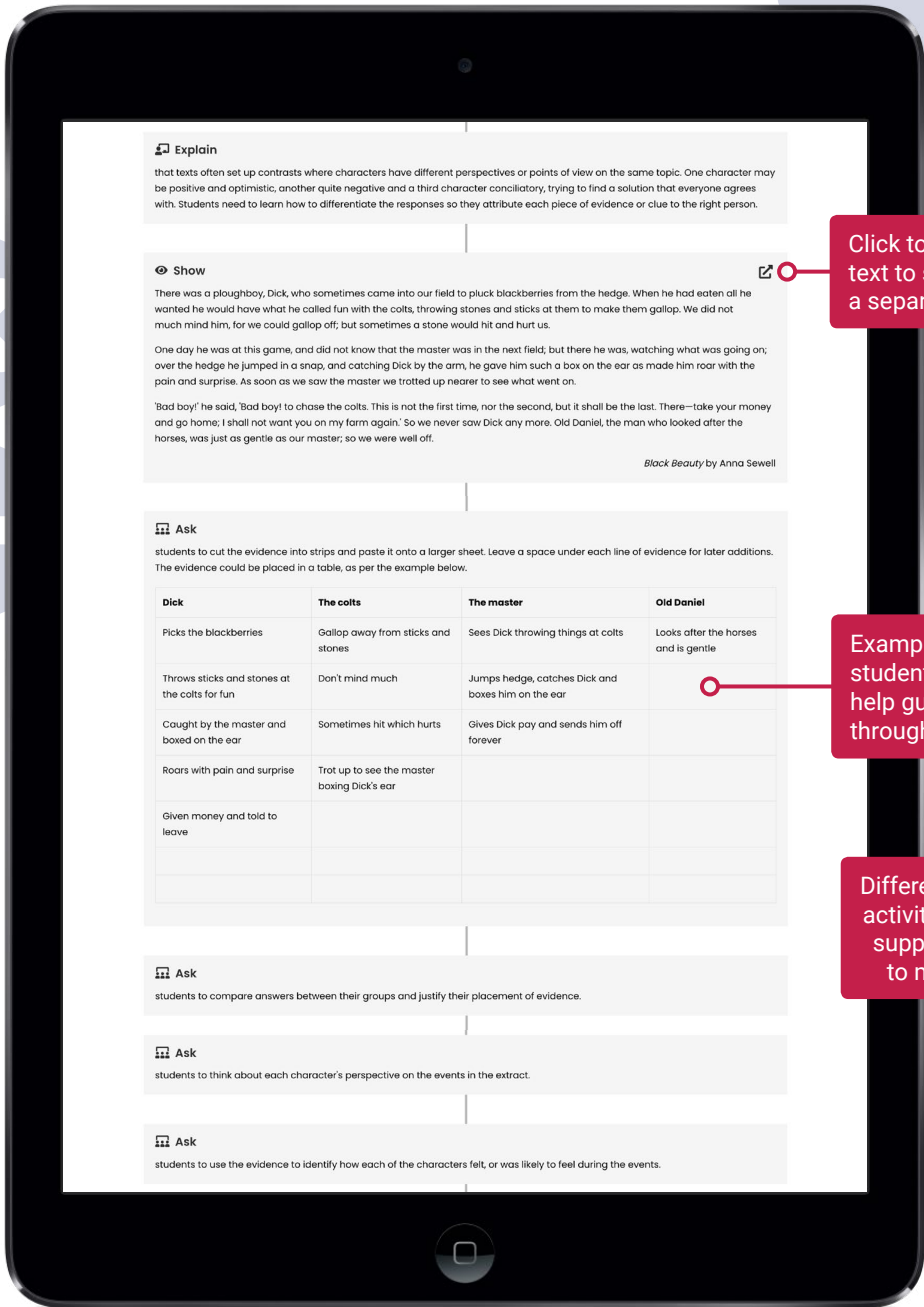 Explain
that texts often set up contrasts where characters have different perspectives or points of view on the same topic. One character may
be positive and optimistic, another quite negative and a third character conciliatory, trying to find a solution that everyone agrees
with. Students need to learn how to differentiate the responses so they attribute each piece of evidence or clue to the right person.
Show
There was a ploughboy, Dick, who sometimes came into our field to pluck blackberries from the hedge. When he had eaten all he
wanted he would have what he called fun with the colts, throwing stones and sticks at them to make them gallop. We did not
much mind him, for we could gallop off; but sometimes a stone would hit and hurt us.
One day he was at this game, and did not know that the master was in the next field; but there he was, watching what was going on;
over the hedge he jumped in a snap, and catching Dick by the arm, he gave him such a box on the ear as made him roar with the
pain and surprise. As soon as we saw the master we trotted up nearer to see what went on.
'Bad boy!' he said, 'Bad boy! to chase the colts. This is not the first time, nor the second, but it shall be the last. There—take your money
and go home; I shall not want you on my farm again.' So we never saw Dick any more. Old Daniel, the man who looked after the
horses, was just as gentle as our master; so we were well off.
Black Beauty by Anna Sewell
Click to
text to
a
Ask
students to cut the evidence into strips and paste it onto a larger sheet. Leave a space under each line of evidence for later additions.
The evidence could be placed in a table, as per the example below.
Dick The colts The master Old Daniel
Picks the blackberries Gallop away from sticks and Sees Dick throwing things at colts Looks after the horses
stones and is gentle
Throws sticks and stones at Don't mind much Jumps hedge, catches Dick and
the colts for fun boxes him on the ear
Caught by the master and Sometimes hit which hurts Gives Dick pay and sends him off
boxed on the ear forever
Roars with pain and surprise Trot up to see the master
boxing Dick's ear
Given money and told to
leave
help
Ask
students to compare answers between their groups and justify their placement of evidence.
to
Ask
students to think about each character's perspective on the events in the extract.
Ask
students to use the evidence to identify how each of the characters felt, or was likely to feel during the events.